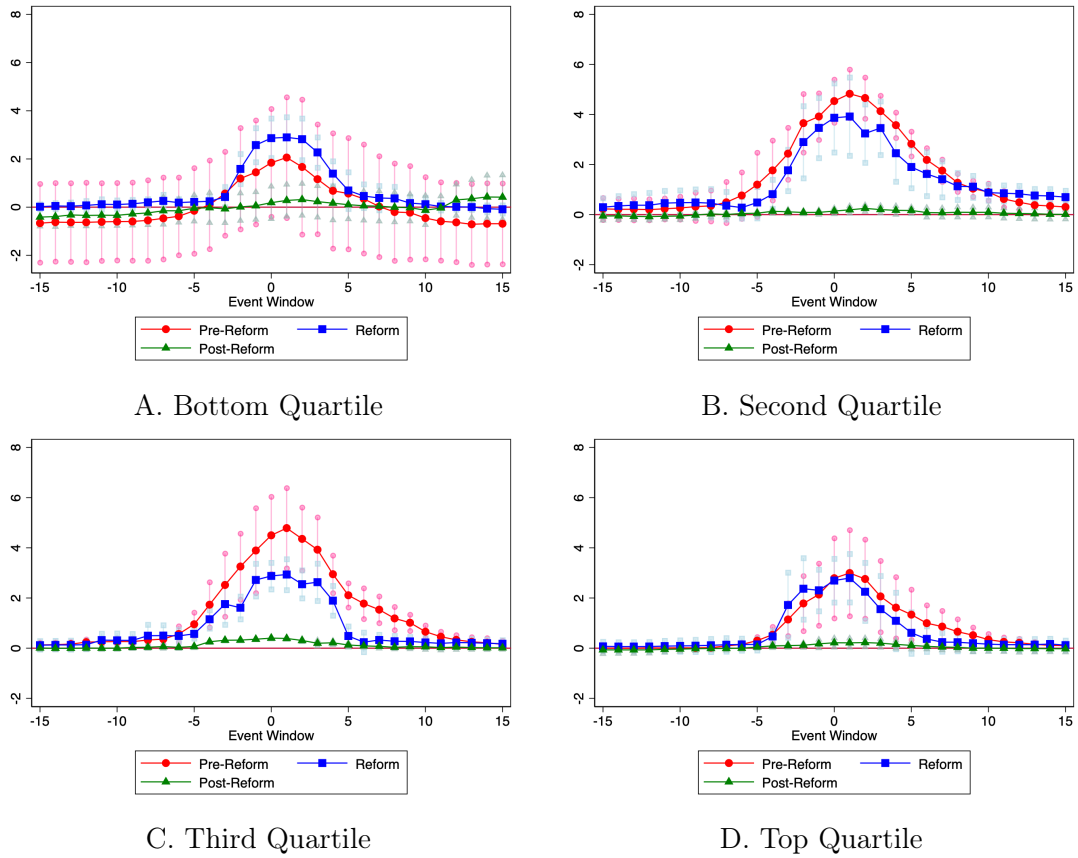 8
6
4
2
0
-2
-15 -10 -5 0 5 10 15
Event Window
Pre-Reform Reform
Post-Reform
A. Bottom Quartile
8
6
4
2
0
-2
-15 -10 -5 0 5 10 15
Event Window
Pre-Reform Reform
Post-Reform
B. Second Quartile
8
6
4
2
0
-2
-15 -10 -5 0 5 10 15
Event Window
Pre-Reform Reform
Post-Reform
C. Third Quartile
8
6
4
2
0
-2
-15 -10 -5 0 5 10 15
Event Window
Pre-Reform Reform
Post-Reform
D. Top Quartile